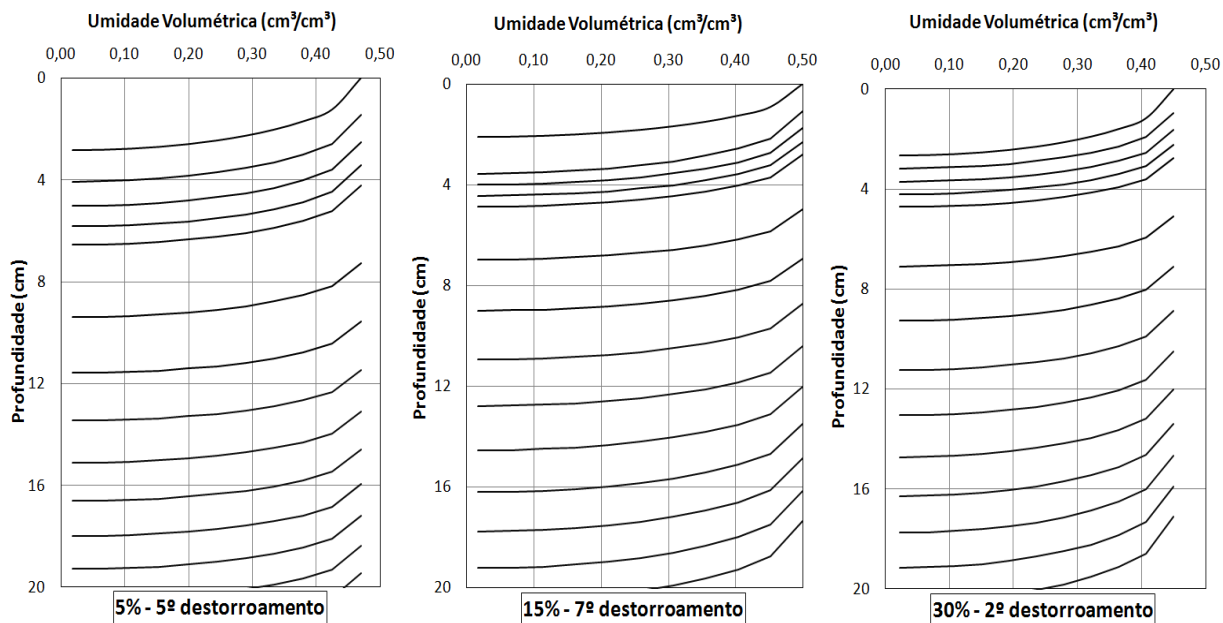 Umidade Volumétrica (cm³/cm³)
0,00 0,10 0,20 0,30 0,40 0,50
0
4
8
12
16
20
Profundidade (cm)
5% - 5º destorroamento
Umidade Volumétrica (cm³/cm³)
0,00 0,10 0,20 0,30 0,40 0,50
0
4
8
12
16
20
Profundidade (cm)
15% - 7º destorroamento
Umidade Volumétrica (cm³/cm³)
0,00 0,10 0,20 0,30 0,40 0,50
0
4
8
12
16
20
Profundidade (cm)
30% - 2º destorroamento